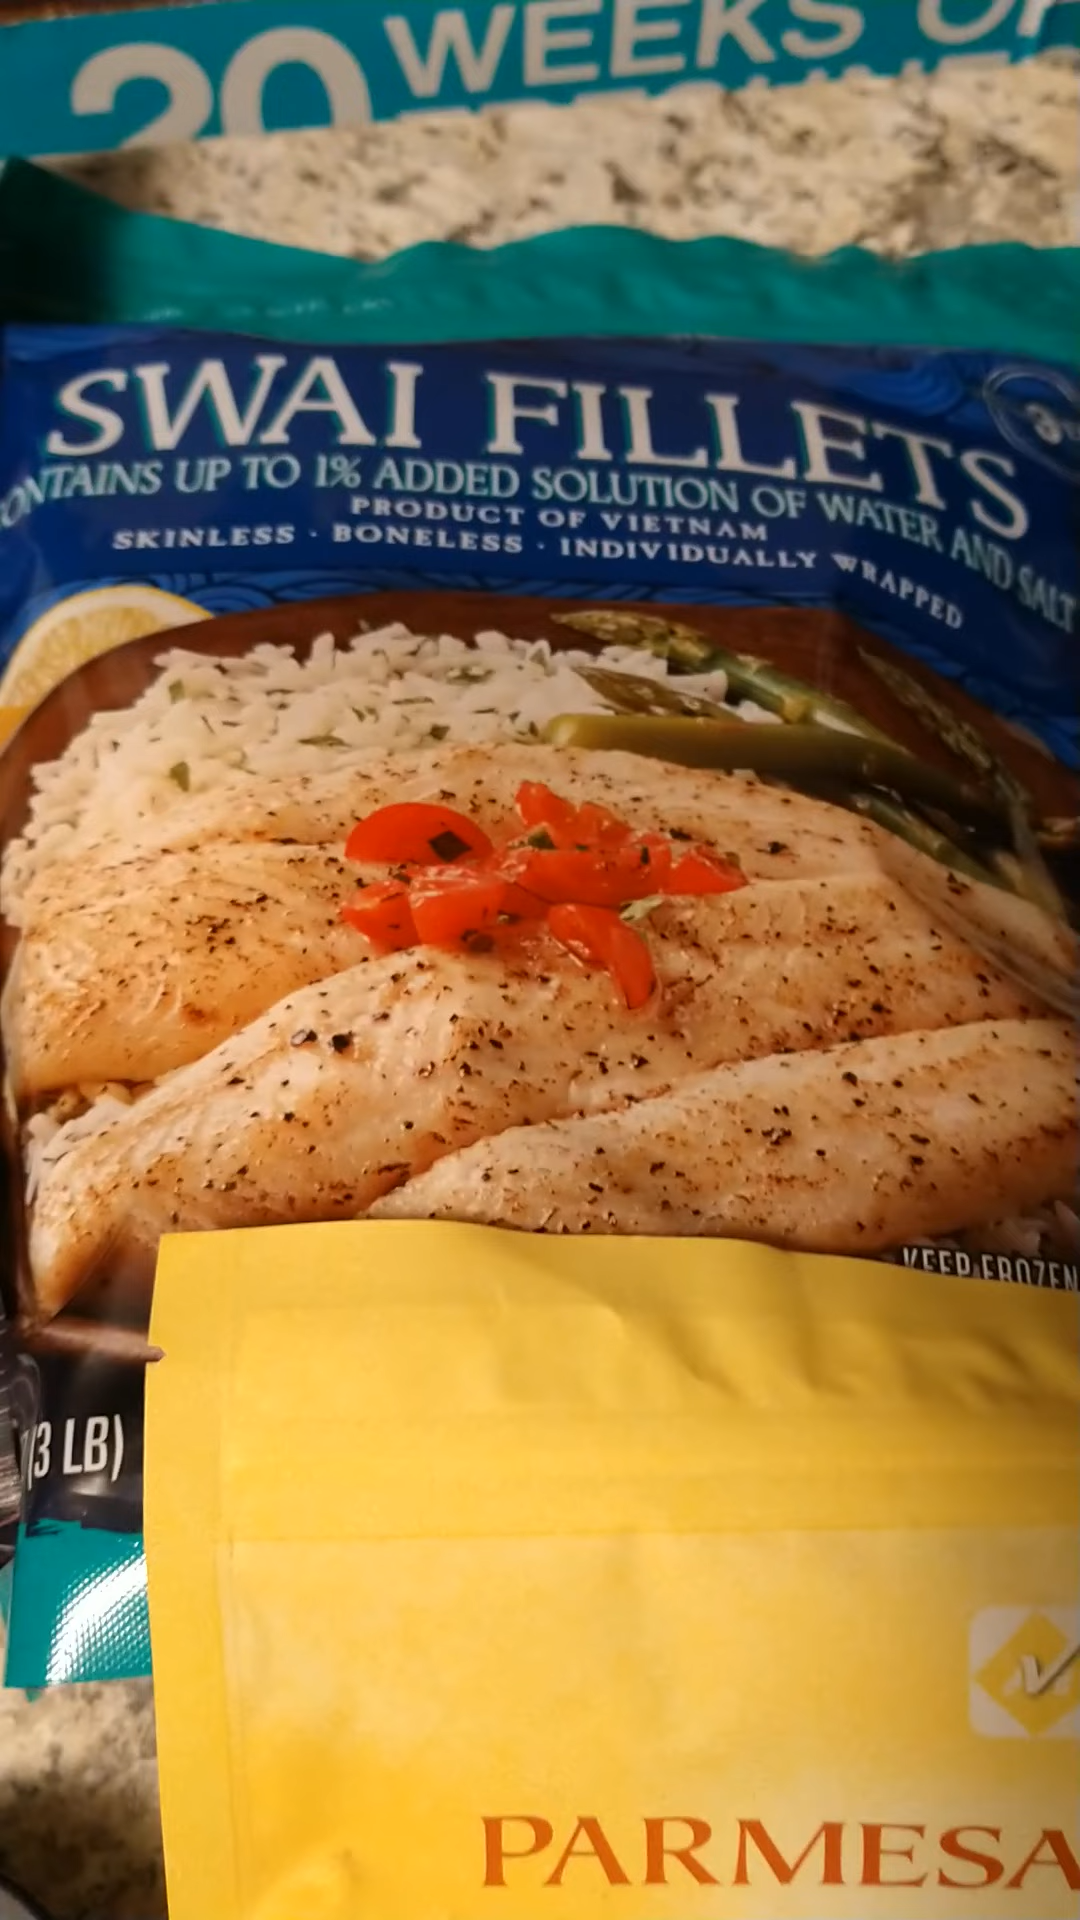 20 WEEKS OF
SWAI FILLETS
CONTAINS UP TO 1% ADDED SOLUTION OF WATER AND SALT
PRODUCT OF VIETNAM
SKINLESS · BONELESS · INDIVIDUALLY WRAPPED
KEEP FROZEN
(3 LB)
PARMESA